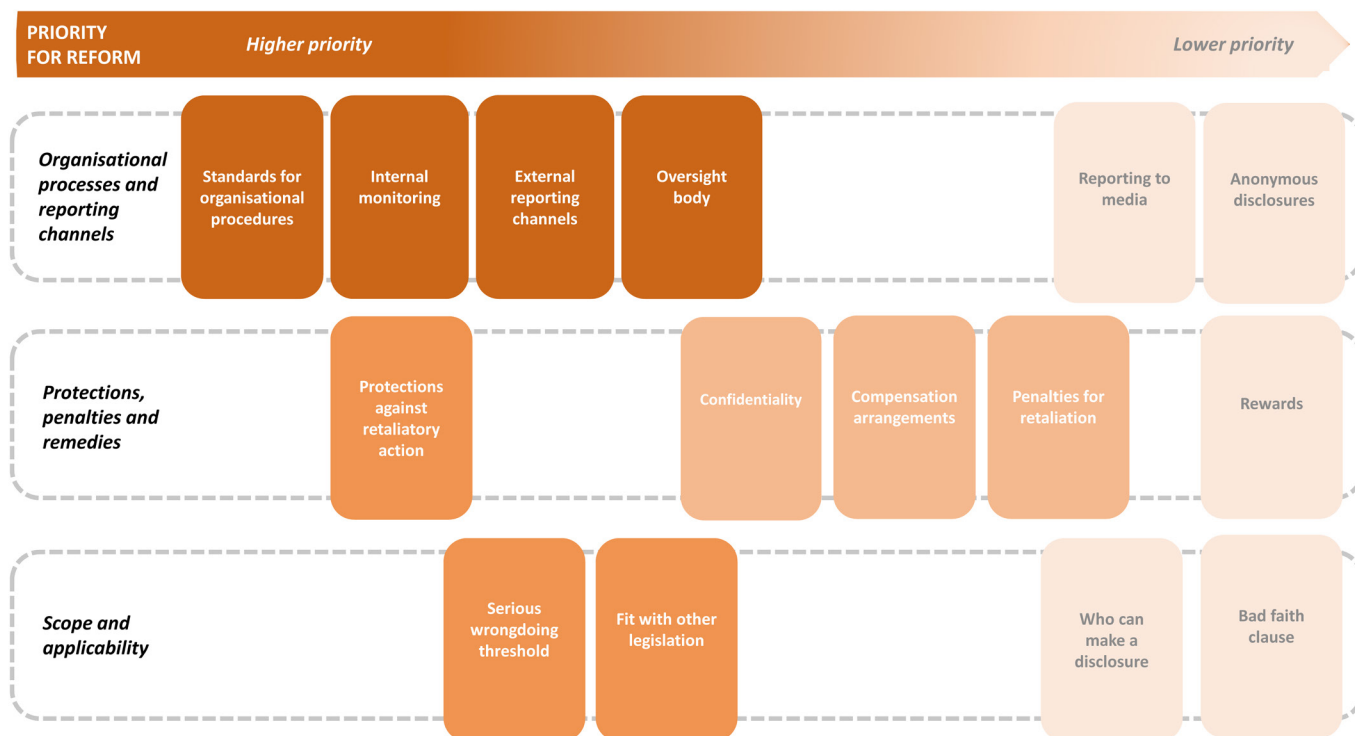 PRIORITY
FOR REFORM
Higher priority
Lower priority
Organisational
processes and
reporting
channels
Standards for
organisational
procedures
Internal
monitoring
External
reporting
channels
Oversight
body
Reporting to
media
Anonymous
disclosures
Protections,
penalties and
remedies
Protections
against
retaliatory
action
Confidentiality
Compensation
arrangements
Penalties for
retaliation
Rewards
Scope and
applicability
Serious
wrongdoing
threshold
Fit with other
legislation
Who can
make a
disclosure
Bad faith
clause